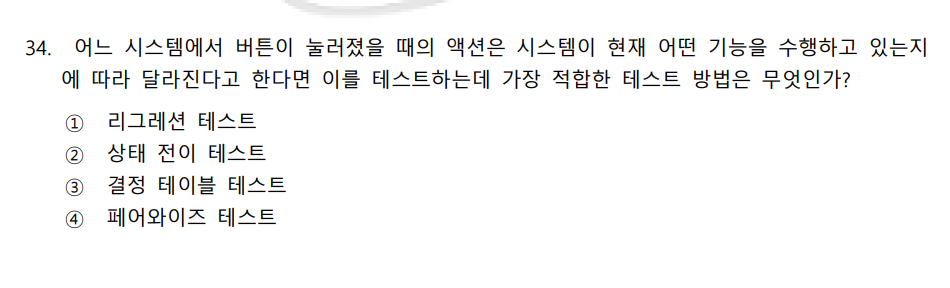 34. 어느 시스템에서 버튼이 눌러졌을 때의 액션은 시스템이 현재 어떤 기능을 수행하고 있는지
에 따라 달라진다고 한다면 이를 테스트하는데 가장 적합한 테스트 방법은 무엇인가?
① 리그레션 테스트
② 상태 전이 테스트
③ 결정 테이블 테스트
④ 페어와이즈 테스트